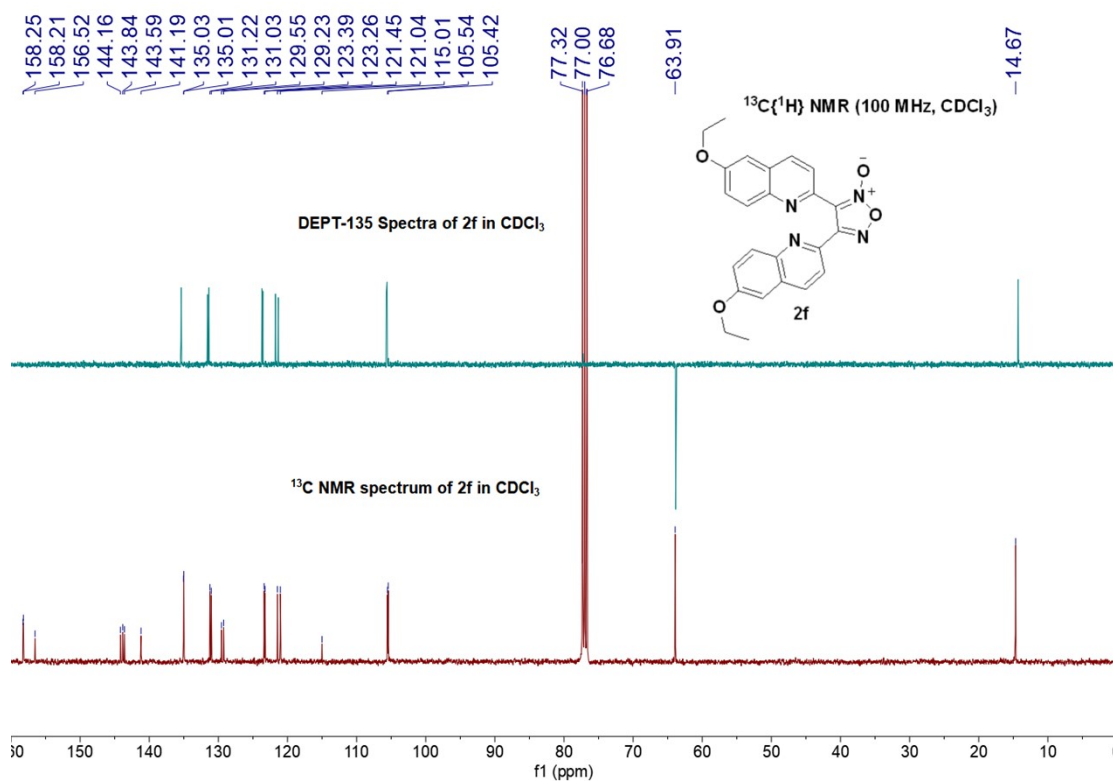 158.25
158.21
156.52
144.16
143.84
143.59
141.19
135.03
135.01
131.22
131.03
129.55
129.23
123.39
123.26
121.45
121.04
115.01
105.54
105.42
77.32
77.00
76.68
63.91
14.67
¹³C{¹H} NMR (100 MHz, CDCl₃)
O
N
O⁻
N⁺
O
N
N
O
2f
DEPT-135 Spectra of 2f in CDCl₃
¹³C NMR spectrum of 2f in CDCl₃
60 150 140 130 120 110 100 90 80 70 60 50 40 30 20 10
f1 (ppm)